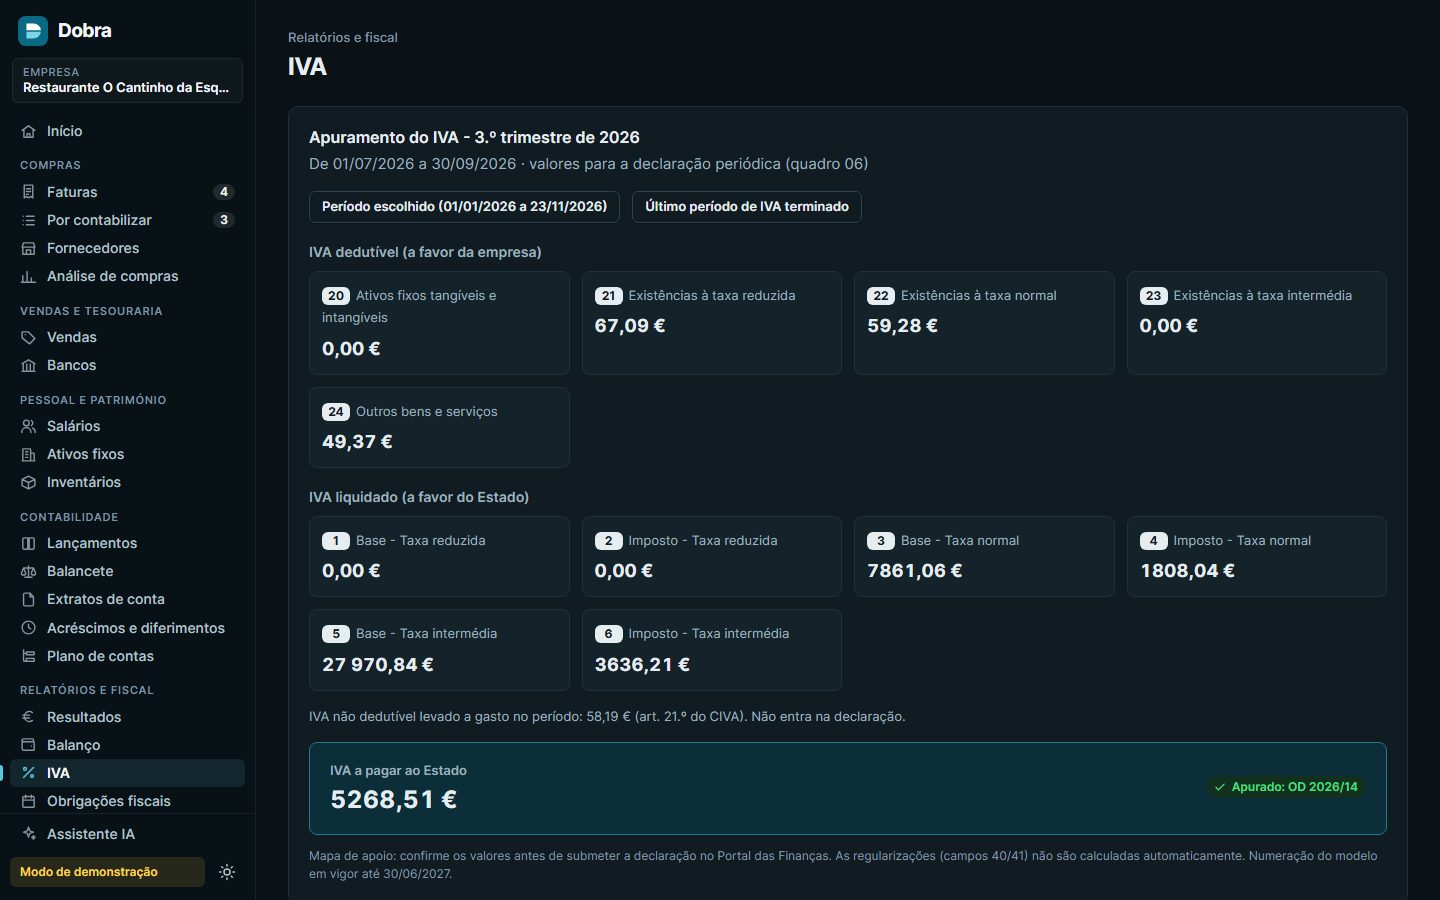 Dobra
EMPRESA
Restaurante O Cantinho da Esq...
Início
COMPRAS
Faturas 4
Por contabilizar 3
Fornecedores
Análise de compras
VENDAS E TESOURARIA
Vendas
Bancos
PESSOAL E PATRIMÓNIO
Salários
Ativos fixos
Inventários
CONTABILIDADE
Lançamentos
Balancete
Extratos de conta
Acréscimos e diferimentos
Plano de contas
RELATÓRIOS E FISCAL
Resultados
Balanço
IVA
Obrigações fiscais
Assistente IA
Modo de demonstração
Relatórios e fiscal
IVA
Apuramento do IVA - 3.º trimestre de 2026
De 01/07/2026 a 30/09/2026 · valores para a declaração periódica (quadro 06)
Período escolhido (01/01/2026 a 23/11/2026)
Último período de IVA terminado
IVA dedutível (a favor da empresa)
20 Ativos fixos tangíveis e
intangíveis
0,00 €
21 Existências à taxa reduzida
67,09 €
22 Existências à taxa normal
59,28 €
23 Existências à taxa intermédia
0,00 €
24 Outros bens e serviços
49,37 €
IVA liquidado (a favor do Estado)
1 Base - Taxa reduzida
0,00 €
2 Imposto - Taxa reduzida
0,00 €
3 Base - Taxa normal
7861,06 €
4 Imposto - Taxa normal
1808,04 €
5 Base - Taxa intermédia
27 970,84 €
6 Imposto - Taxa intermédia
3636,21 €
IVA não dedutível levado a gasto no período: 58,19 € (art. 21.º do CIVA). Não entra na declaração.
IVA a pagar ao Estado
5268,51 €
Apurado: OD 2026/14
Mapa de apoio: confirme os valores antes de submeter a declaração no Portal das Finanças. As regularizações (campos 40/41) não são calculadas automaticamente. Numeração do modelo
em vigor até 30/06/2027.